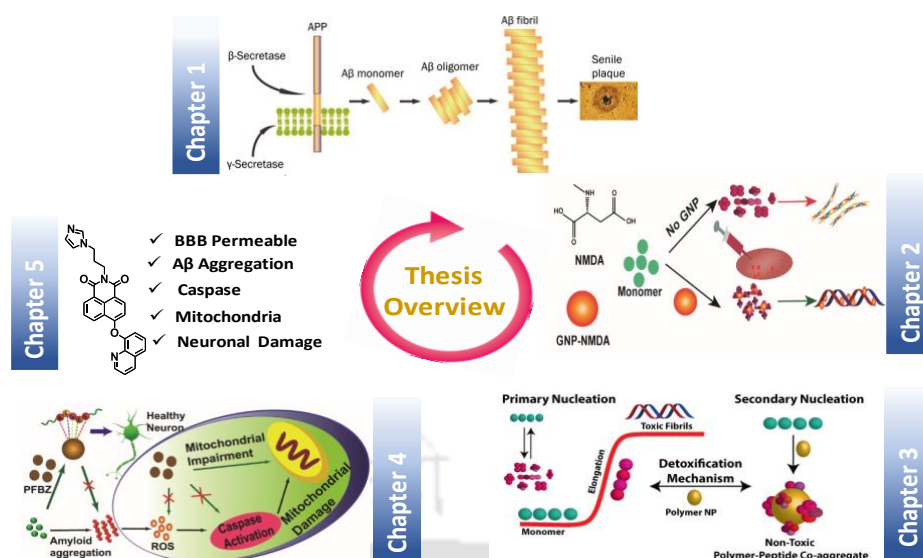 Chapter 1
APP
β-Secretase
γ-Secretase
Aβ monomer
Aβ oligomer
Aβ fibril
Senile
plaque
Chapter 2
NH
O
OH
HO
O
NMDA
GNP-NMDA
Monomer
No GNP
Thesis
Overview
Chapter 5
N
N
O
N
O
O
N
✓ BBB Permeable
✓ Aβ Aggregation
✓ Caspase
✓ Mitochondria
✓ Neuronal Damage
Chapter 4
Healthy
Neuron
PFBZ
Amyloid
aggregation
ROS
Mitochondrial
Impairment
Caspase
Activation
Mitochondrial
Damage
Chapter 3
Primary Nucleation
Monomer
Elongation
Toxic Fibrils
Detoxification
Mechanism
Polymer NP
Secondary Nucleation
Non-Toxic
Polymer-Peptide Co-aggregate